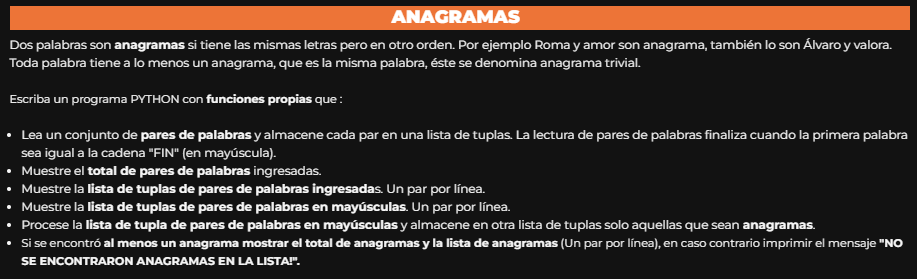 ANAGRAMAS
Dos palabras son anagramas si tiene las mismas letras pero en otro orden. Por ejemplo Roma y amor son anagrama, también lo son Álvaro y valora.
Toda palabra tiene a lo menos un anagrama, que es la misma palabra, éste se denomina anagrama trivial.
Escriba un programa PYTHON con funciones propias que :
• Lea un conjunto de pares de palabras y almacene cada par en una lista de tuplas. La lectura de pares de palabras finaliza cuando la primera palabra
sea igual a la cadena "FIN" (en mayúscula).
• Muestre el total de pares de palabras ingresadas.
• Muestre la lista de tuplas de pares de palabras ingresadas. Un par por línea.
• Muestre la lista de tuplas de pares de palabras en mayúsculas. Un par por línea.
• Procese la lista de tupla de pares de palabras en mayúsculas y almacene en otra lista de tuplas solo aquellas que sean anagramas.
• Si se encontró al menos un anagrama mostrar el total de anagramas y la lista de anagramas (Un par por línea), en caso contrario imprimir el mensaje "NO
SE ENCONTRARON ANAGRAMAS EN LA LISTA!".